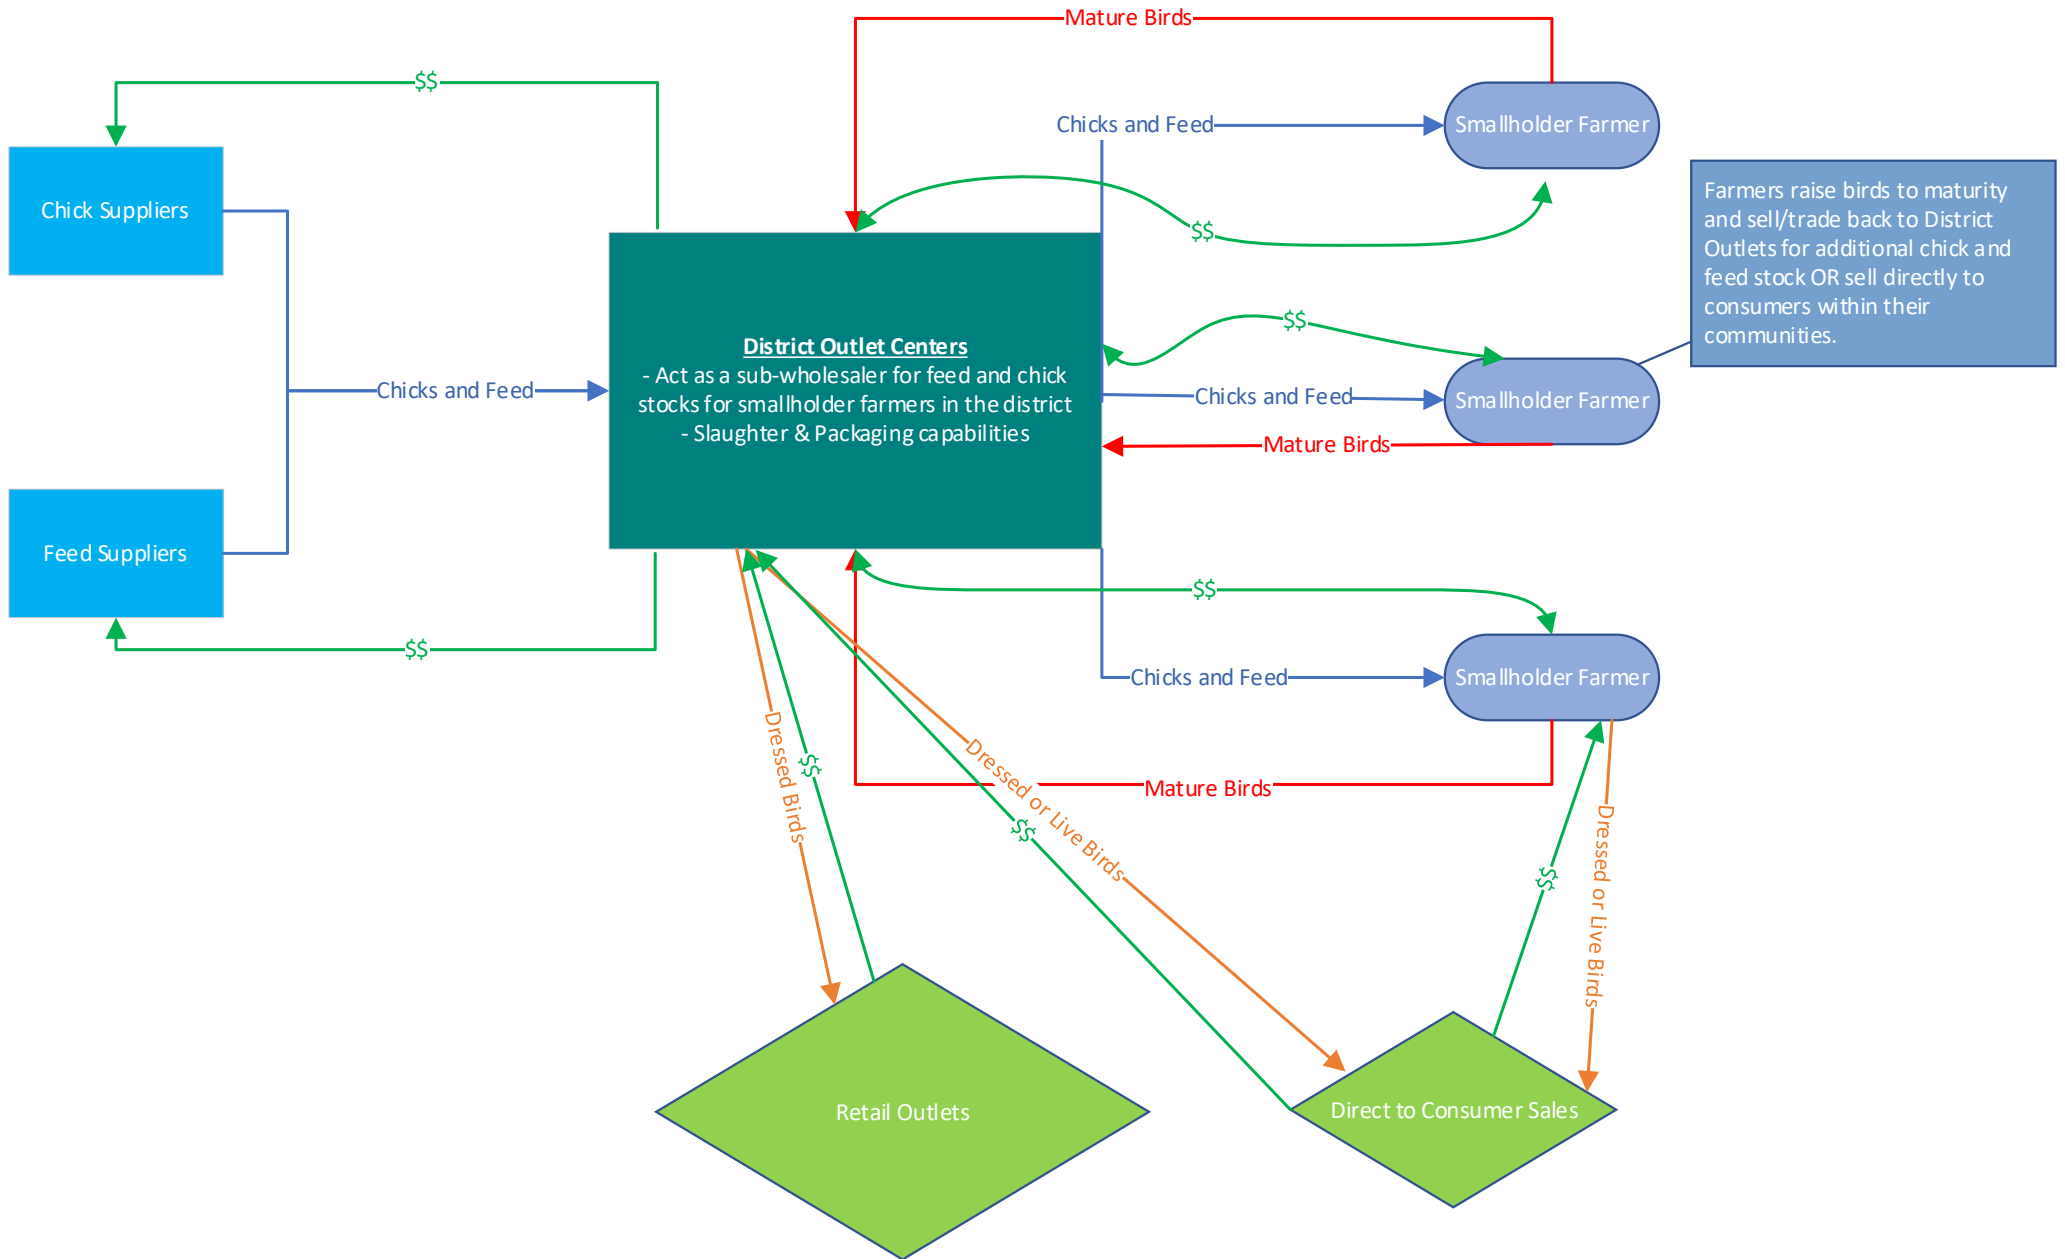 Mature Birds
$$
Chicks and Feed
Smallholder Farmer
Chick Suppliers
Farmers raise birds to maturity
and sell/trade back to District
Outlets for additional chick and
feed stock OR sell directly to
consumers within their
communities.
$$
$$
District Outlet Centers
- Act as a sub-wholesaler for feed and chick
stocks for smallholder farmers in the district
- Slaughter & Packaging capabilities
Chicks and Feed
Chicks and Feed
Smallholder Farmer
Mature Birds
Feed Suppliers
$$
$$
Chicks and Feed
Smallholder Farmer
Dressed Birds
$$
Dressed or Live Birds
$$
Mature Birds
$$
Dressed or Live Birds
Retail Outlets
Direct to Consumer Sales